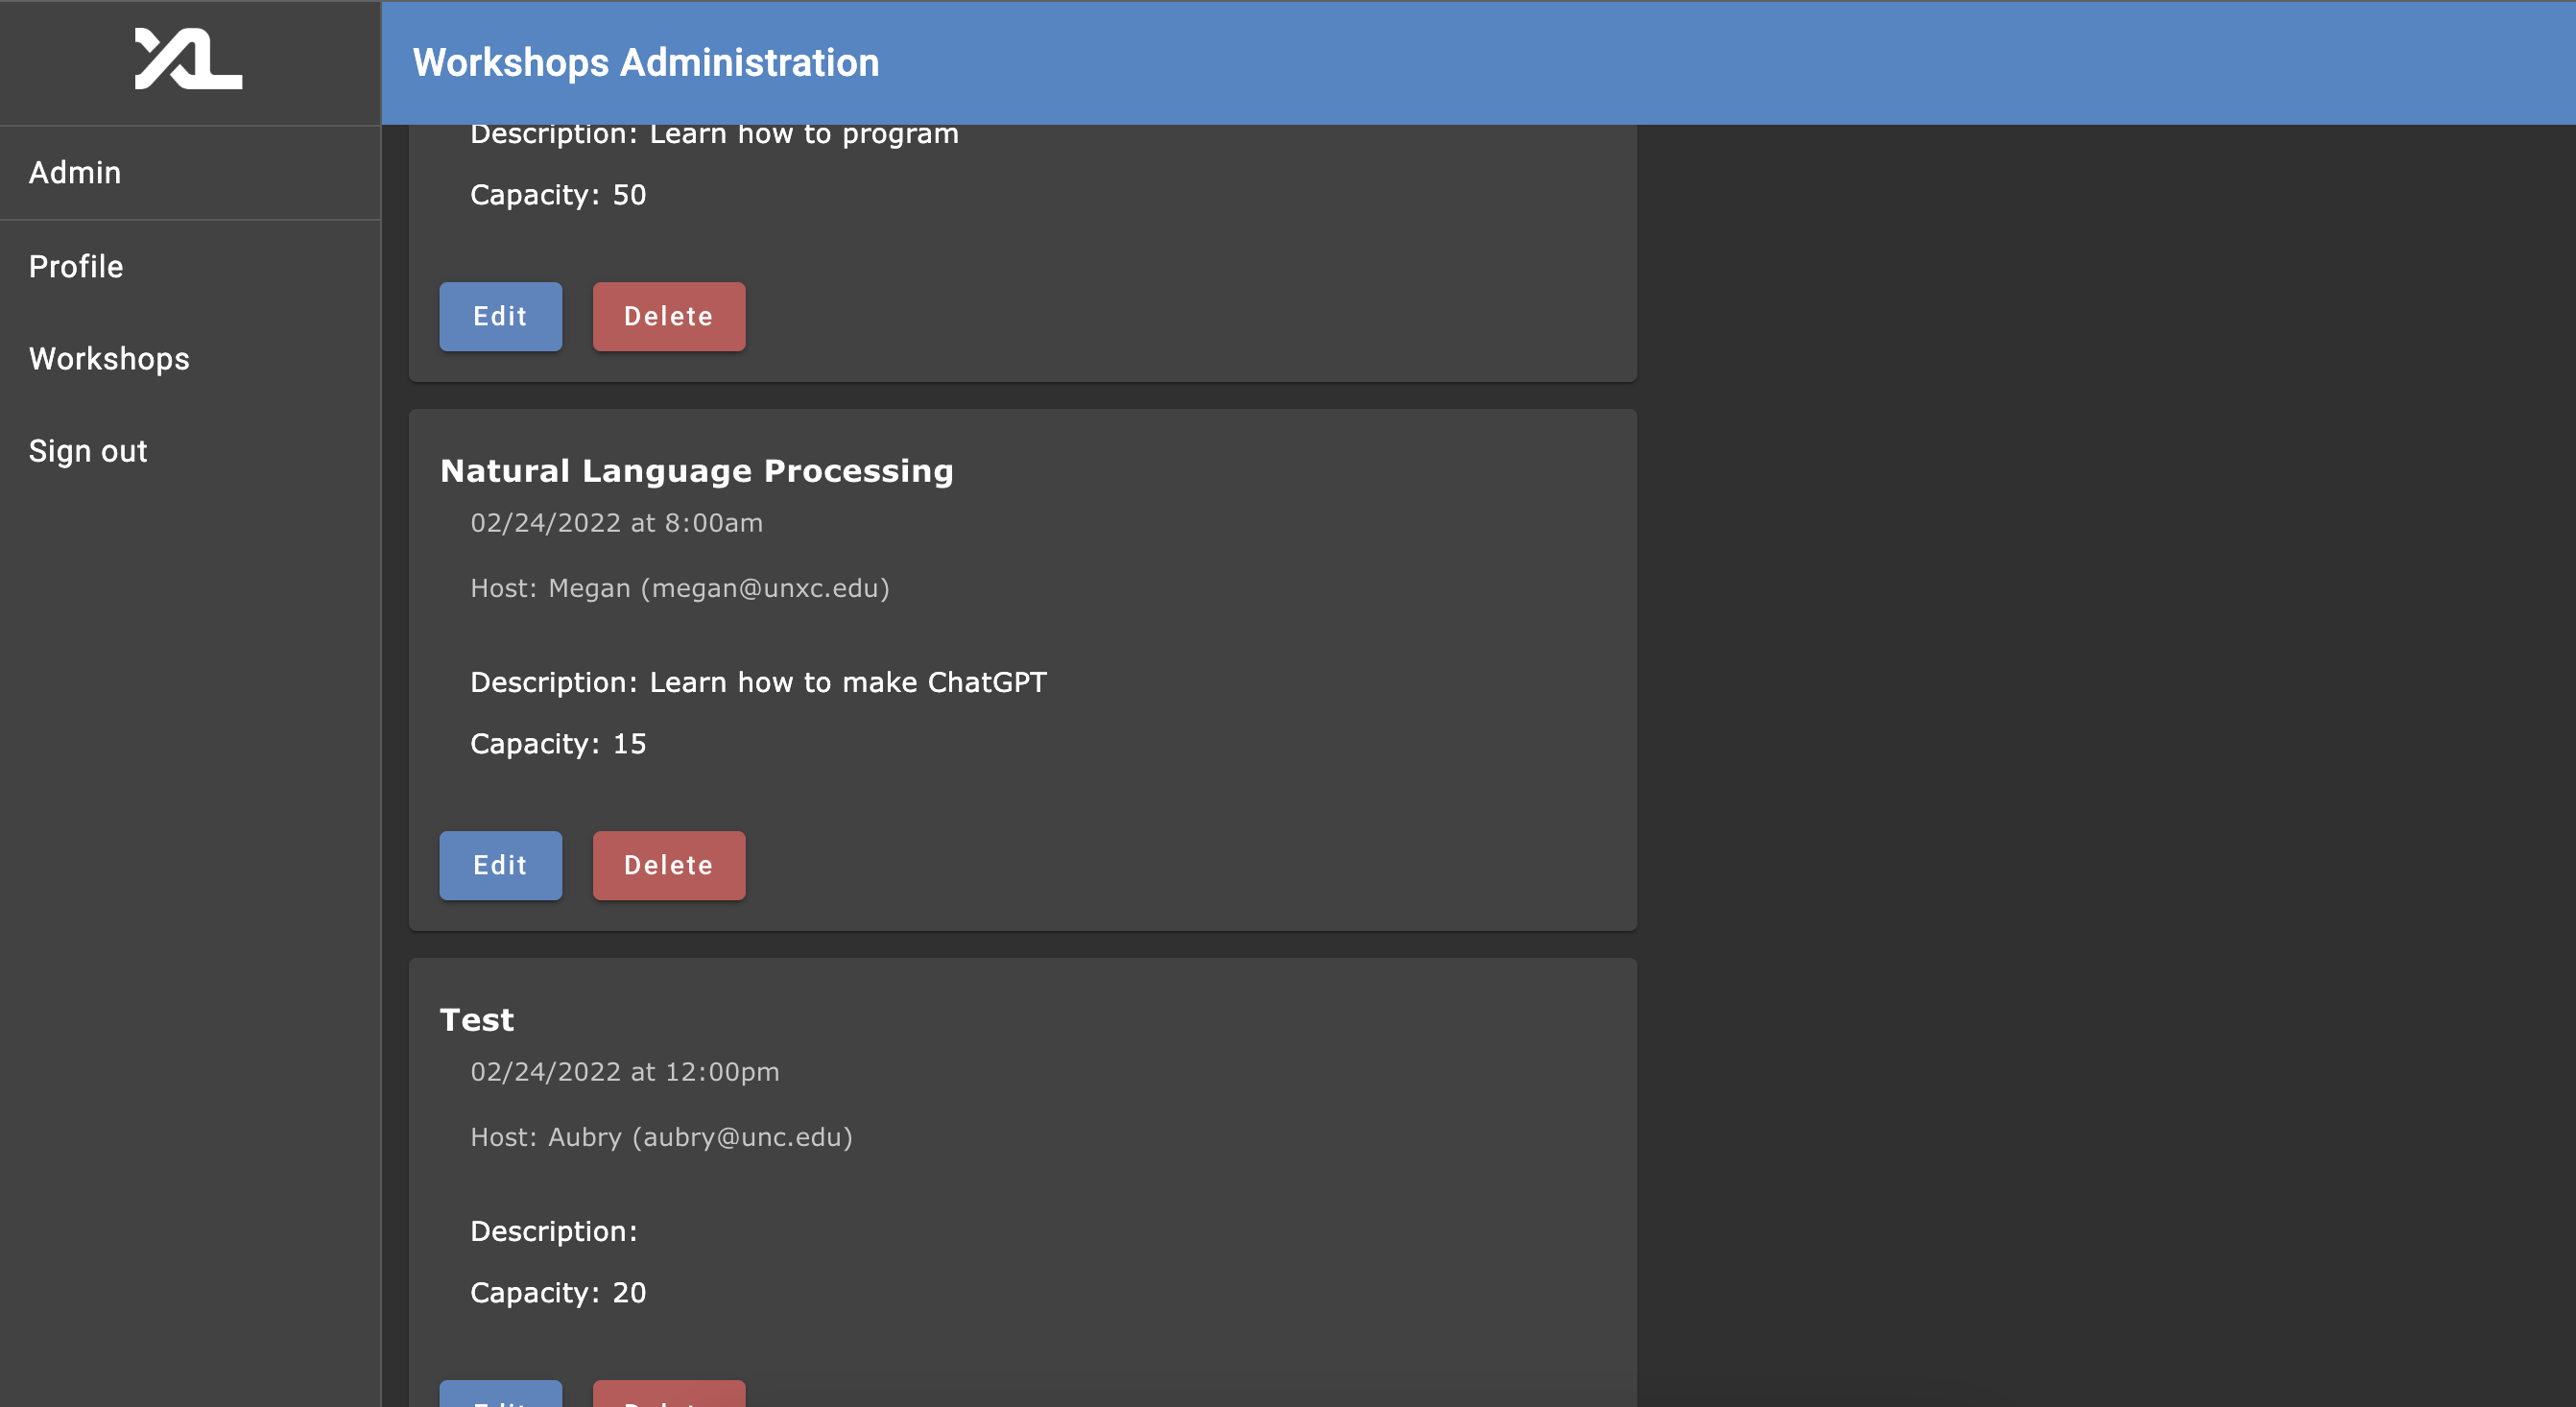 XL
Workshops Administration
Admin
Profile
Workshops
Sign out
Description: Learn how to program
Capacity: 50
Edit
Delete
Natural Language Processing
02/24/2022 at 8:00am
Host: Megan (megan@unxc.edu)
Description: Learn how to make ChatGPT
Capacity: 15
Edit
Delete
Test
02/24/2022 at 12:00pm
Host: Aubry (aubry@unc.edu)
Description:
Capacity: 20
Edit
Delete